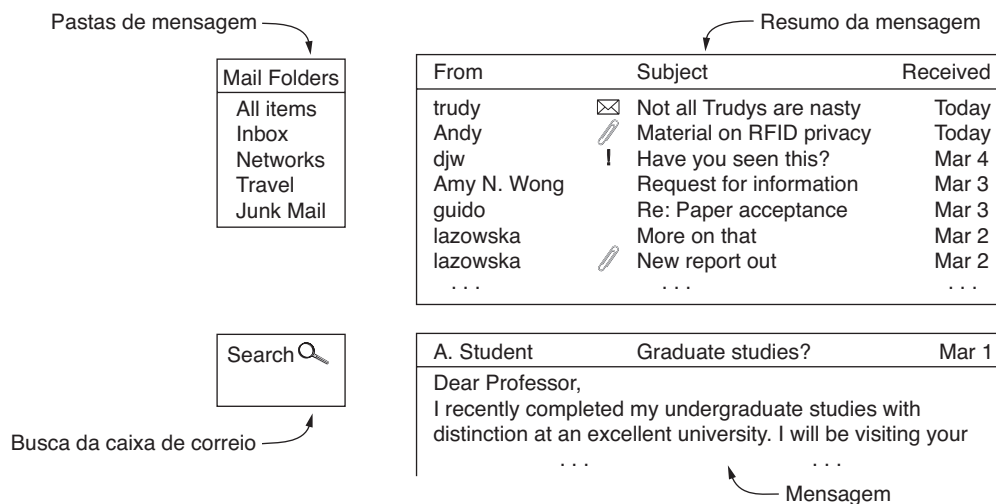 Pastas de mensagem
Resumo da mensagem
Mail Folders
All items
Inbox
Networks
Travel
Junk Mail
From Subject Received
trudy Not all Trudys are nasty Today
Andy Material on RFID privacy Today
djw ! Have you seen this? Mar 4
Amy N. Wong Request for information Mar 3
guido Re: Paper acceptance Mar 3
lazowska More on that Mar 2
lazowska New report out Mar 2
. . . . . . . . .
Search
Busca da caixa de correio
A. Student Graduate studies? Mar 1
Dear Professor,
I recently completed my undergraduate studies with
distinction at an excellent university. I will be visiting your
. . . . . .
Mensagem